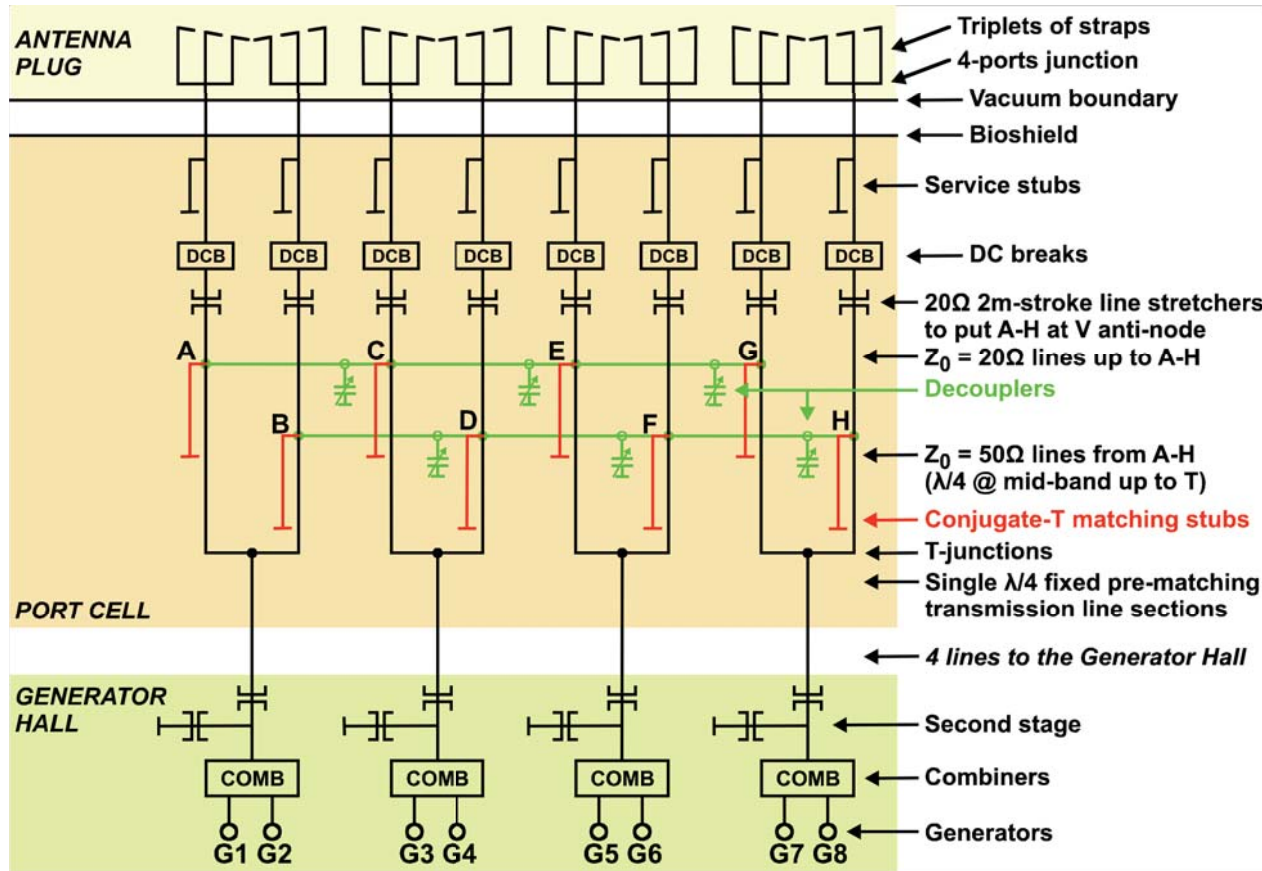 ANTENNA
PLUG
Triplets of straps
4-ports junction
Vacuum boundary
Bioshield
Service stubs
DCB DCB DCB DCB DCB DCB DCB DCB
DC breaks
20Ω 2m-stroke line stretchers
to put A-H at V anti-node
A C E G
Z₀ = 20Ω lines up to A-H
Decouplers
B D F H
Z₀ = 50Ω lines from A-H
(λ/4 @ mid-band up to T)
Conjugate-T matching stubs
T-junctions
Single λ/4 fixed pre-matching
transmission line sections
PORT CELL
4 lines to the Generator Hall
GENERATOR
HALL
Second stage
COMB COMB COMB COMB
Combiners
Generators
G1 G2 G3 G4 G5 G6 G7 G8